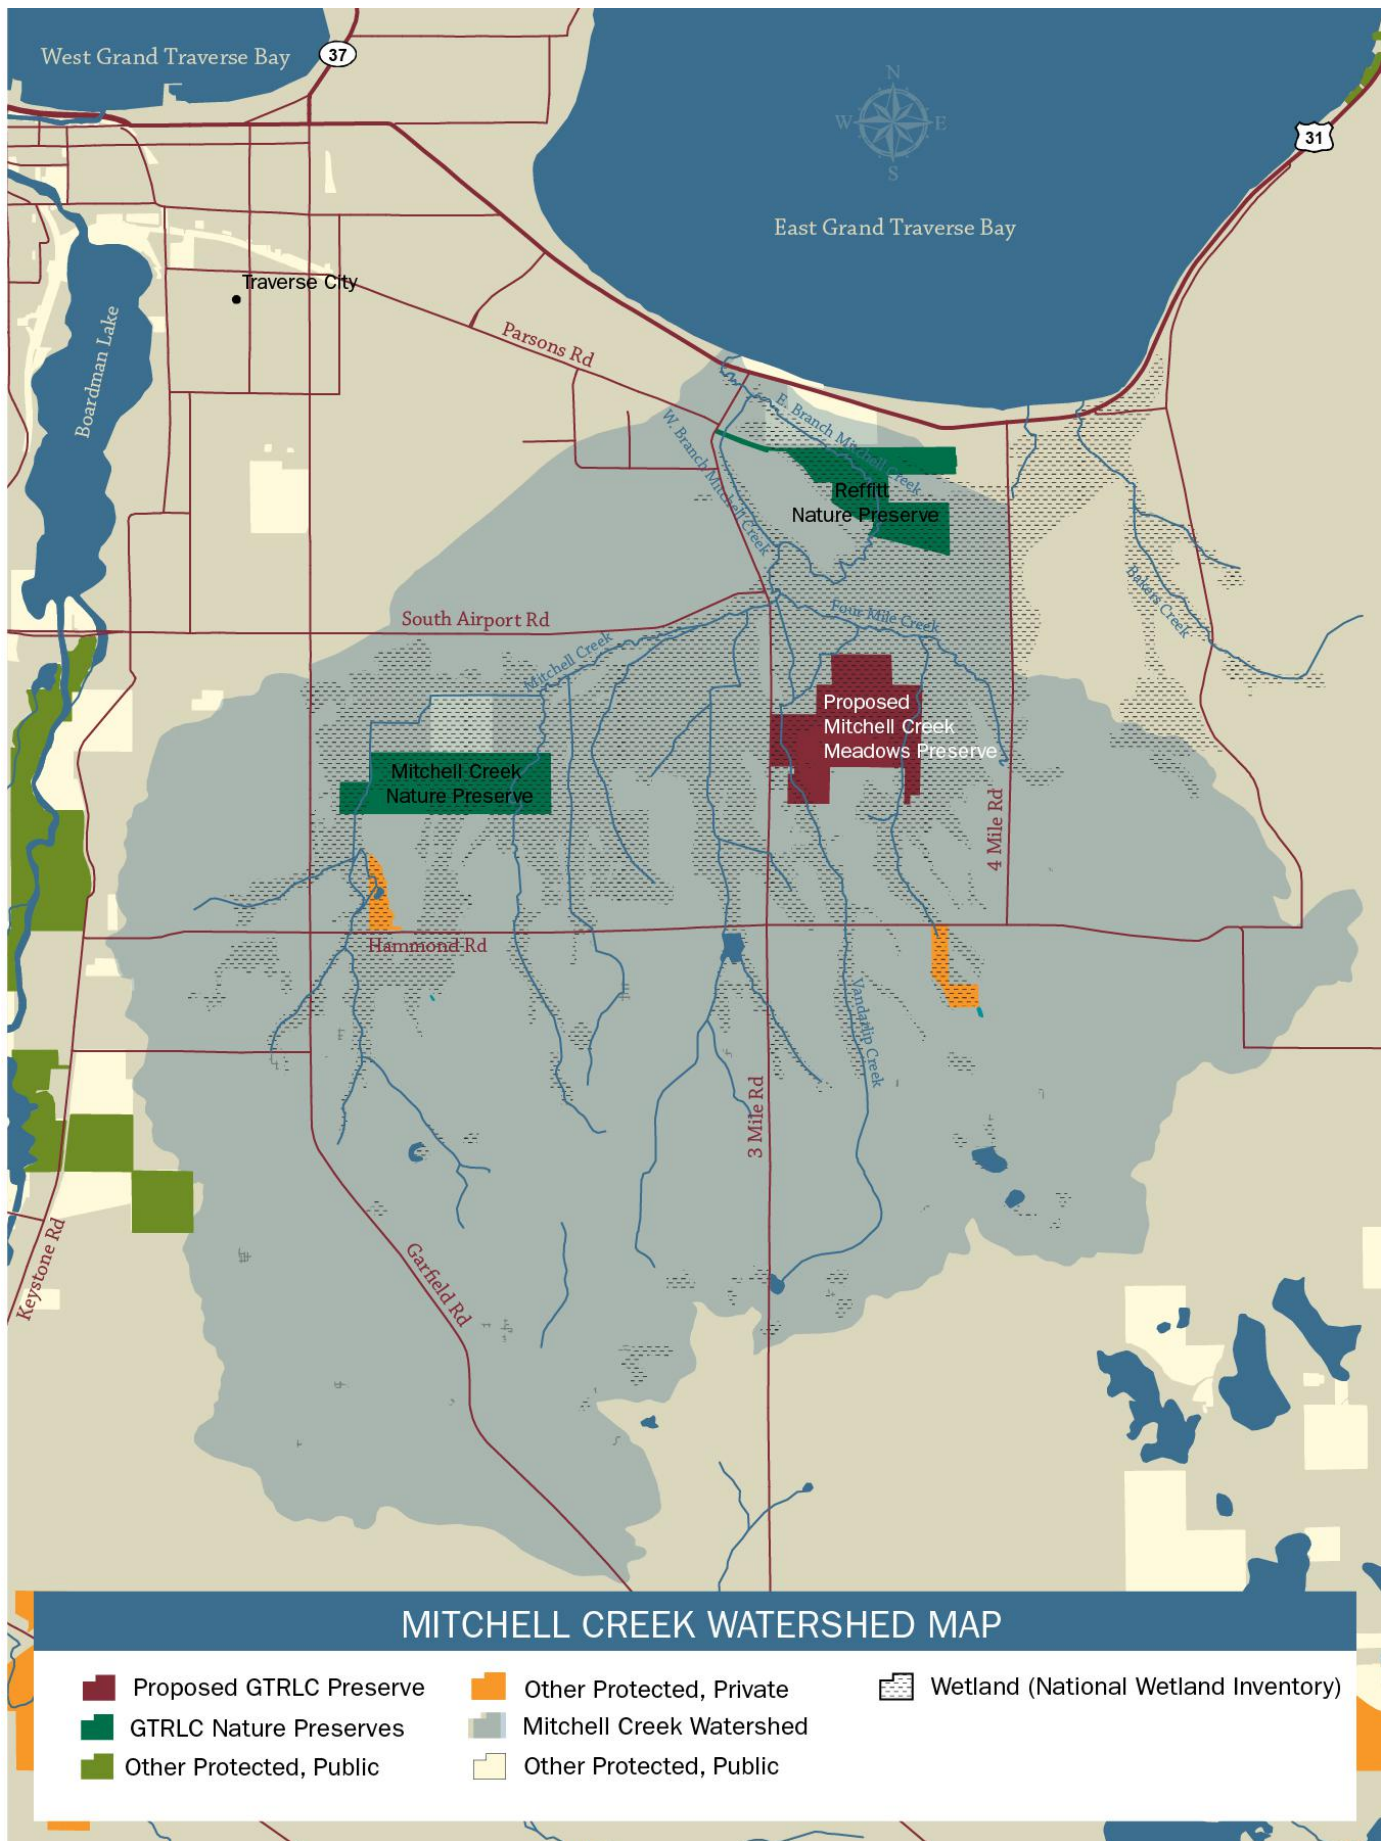 West Grand Traverse Bay
37
N
W
E
S
31
East Grand Traverse Bay
Traverse City
Boardman Lake
Parsons Rd
E. Branch Mitchell Creek
W. Branch Mitchell Creek
Reffitt
Nature Preserve
Bakers Creek
South Airport Rd
Four Mile Creek
Mitchell Creek
Proposed
Mitchell Creek
Meadows Preserve
Mitchell Creek
Nature Preserve
4 Mile Rd
Hammond Rd
Vandarlip Creek
3 Mile Rd
Keystone Rd
Garfield Rd
MITCHELL CREEK WATERSHED MAP
Proposed GTRLC Preserve
GTRLC Nature Preserves
Other Protected, Public
Other Protected, Private
Mitchell Creek Watershed
Other Protected, Public
Wetland (National Wetland Inventory)